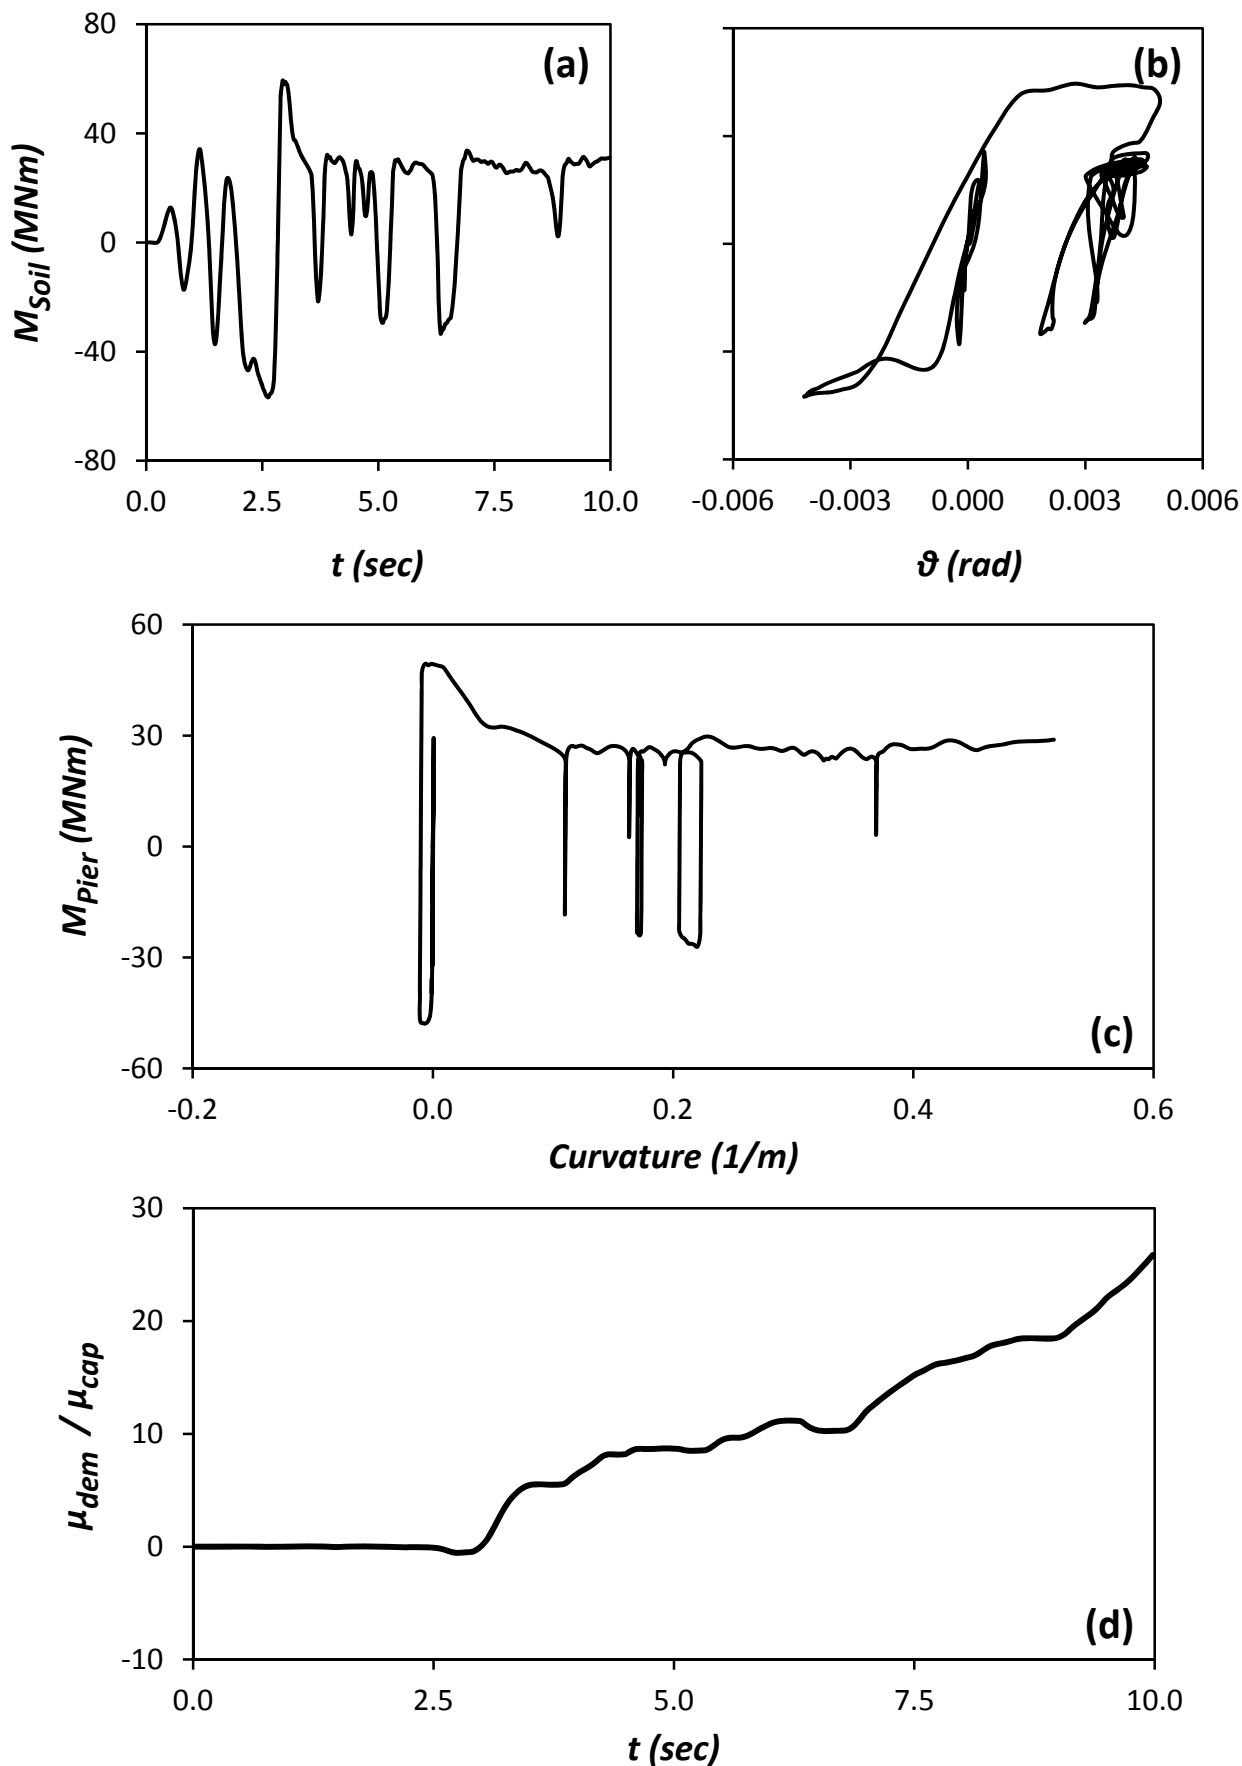 80
40
0
-40
-80
M_Soil (MNm)
(a)
0.0 2.5 5.0 7.5 10.0
t (sec)
(b)
-0.006 -0.003 0.000 0.003 0.006
ϑ (rad)
60
30
0
-30
-60
M_Pier (MNm)
(c)
-0.2 0.0 0.2 0.4 0.6
Curvature (1/m)
30
20
10
0
-10
μ_dem / μ_cap
(d)
0.0 2.5 5.0 7.5 10.0
t (sec)